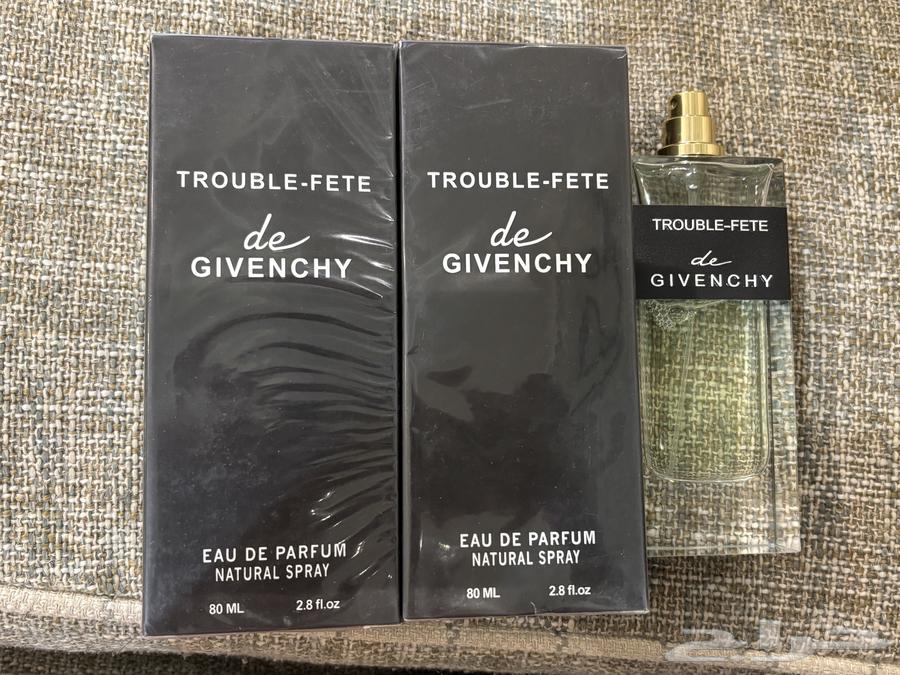 TROUBLE-FETE
de
GIVENCHY
EAU DE PARFUM
NATURAL SPRAY
80 ML 2.8 fl.oz
TROUBLE-FETE
de
GIVENCHY
EAU DE PARFUM
NATURAL SPRAY
80 ML 2.8 fl.oz
TROUBLE-FETE
de
GIVENCHY
حراج